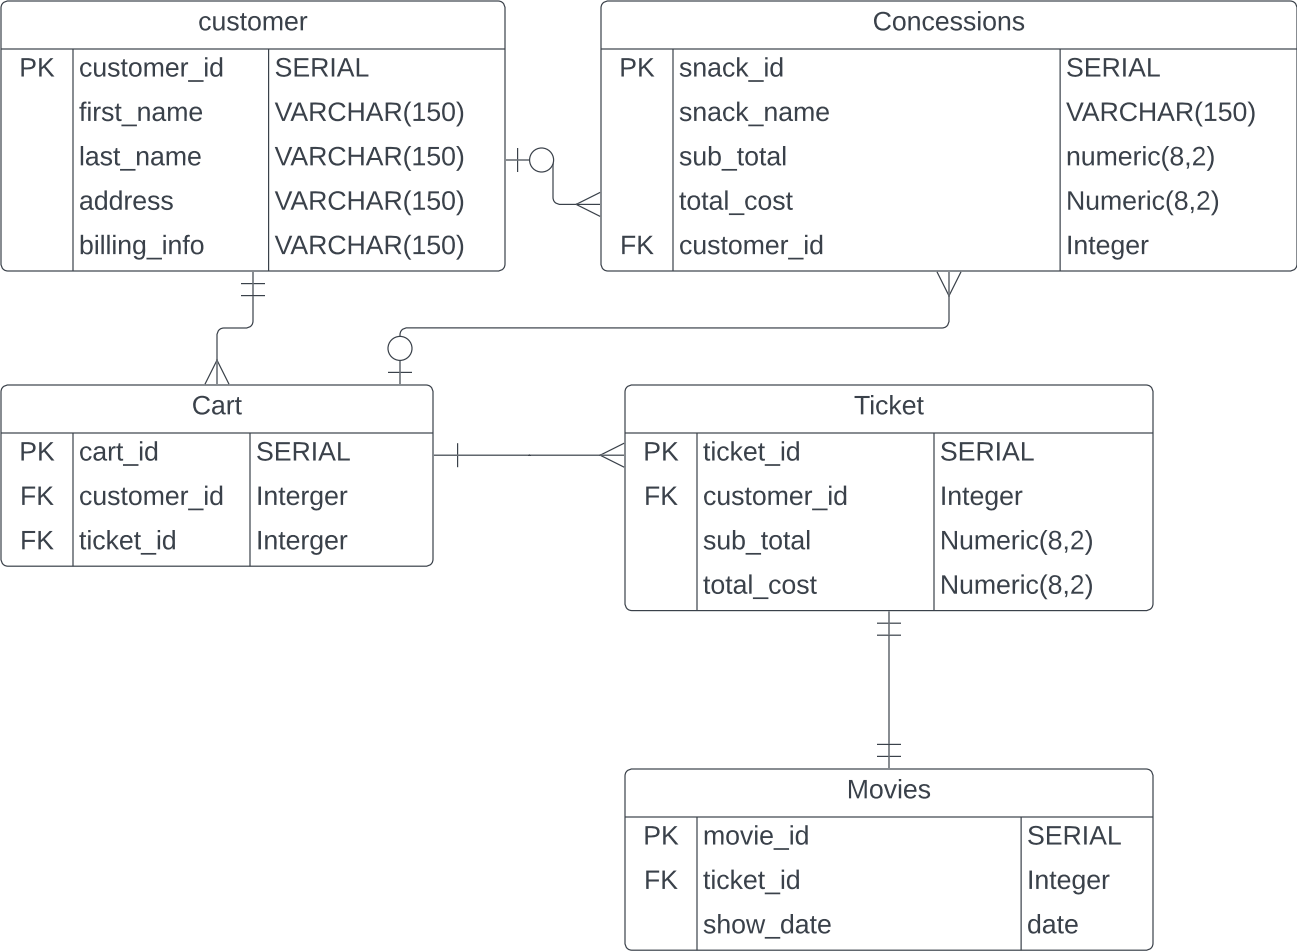 customer
PK customer_id SERIAL
first_name VARCHAR(150)
last_name VARCHAR(150)
address VARCHAR(150)
billing_info VARCHAR(150)
Concessions
PK snack_id SERIAL
snack_name VARCHAR(150)
sub_total numeric(8,2)
total_cost Numeric(8,2)
FK customer_id Integer
Cart
PK cart_id SERIAL
FK customer_id Interger
FK ticket_id Interger
Ticket
PK ticket_id SERIAL
FK customer_id Integer
sub_total Numeric(8,2)
total_cost Numeric(8,2)
Movies
PK movie_id SERIAL
FK ticket_id Integer
show_date date